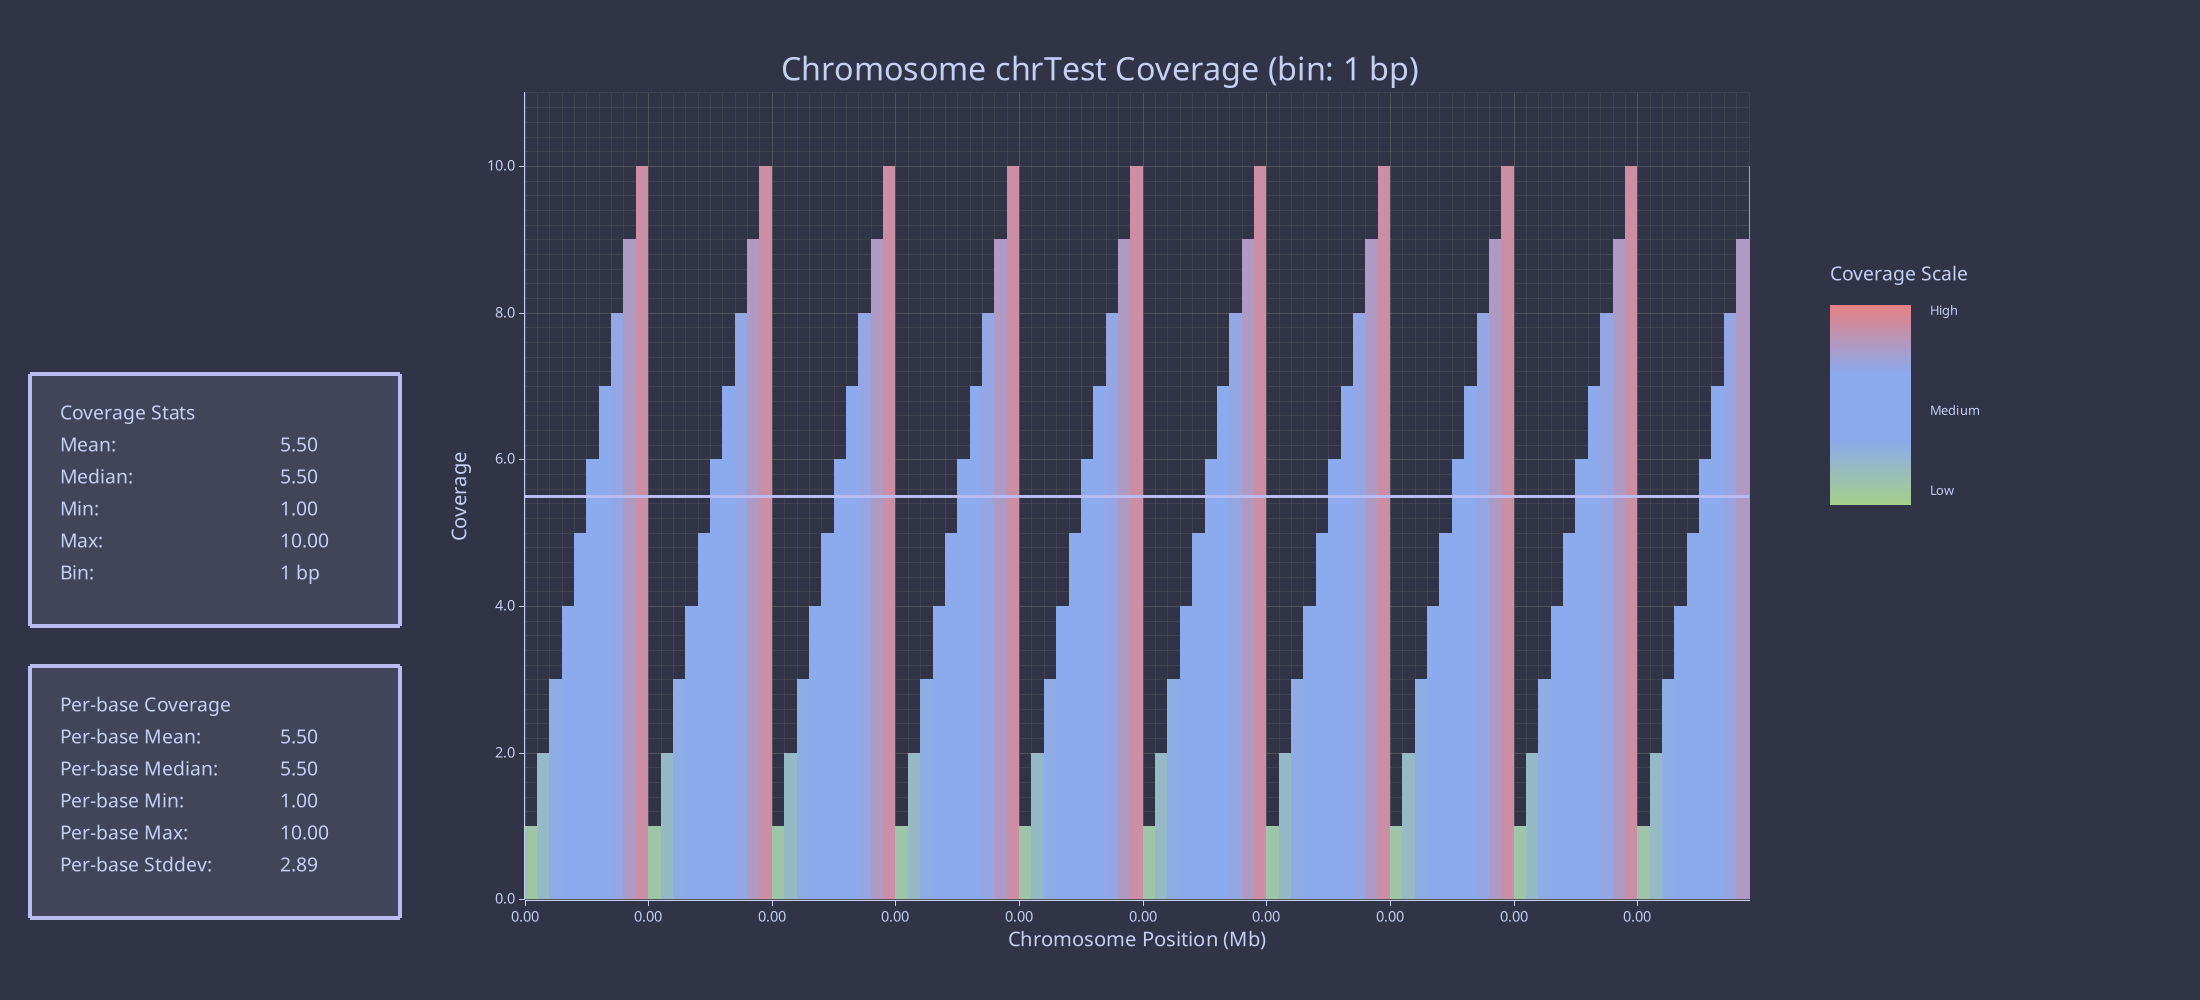 Chromosome chrTest Coverage (bin: 1 bp)
Coverage Stats
Mean: 5.50
Median: 5.50
Min: 1.00
Max: 10.00
Bin: 1 bp
Per-base Coverage
Per-base Mean: 5.50
Per-base Median: 5.50
Per-base Min: 1.00
Per-base Max: 10.00
Per-base Stddev: 2.89
Coverage
10.0
8.0
6.0
4.0
2.0
0.0
0.00 0.00 0.00 0.00 0.00 0.00 0.00 0.00 0.00 0.00
Chromosome Position (Mb)
Coverage Scale
High
Medium
Low